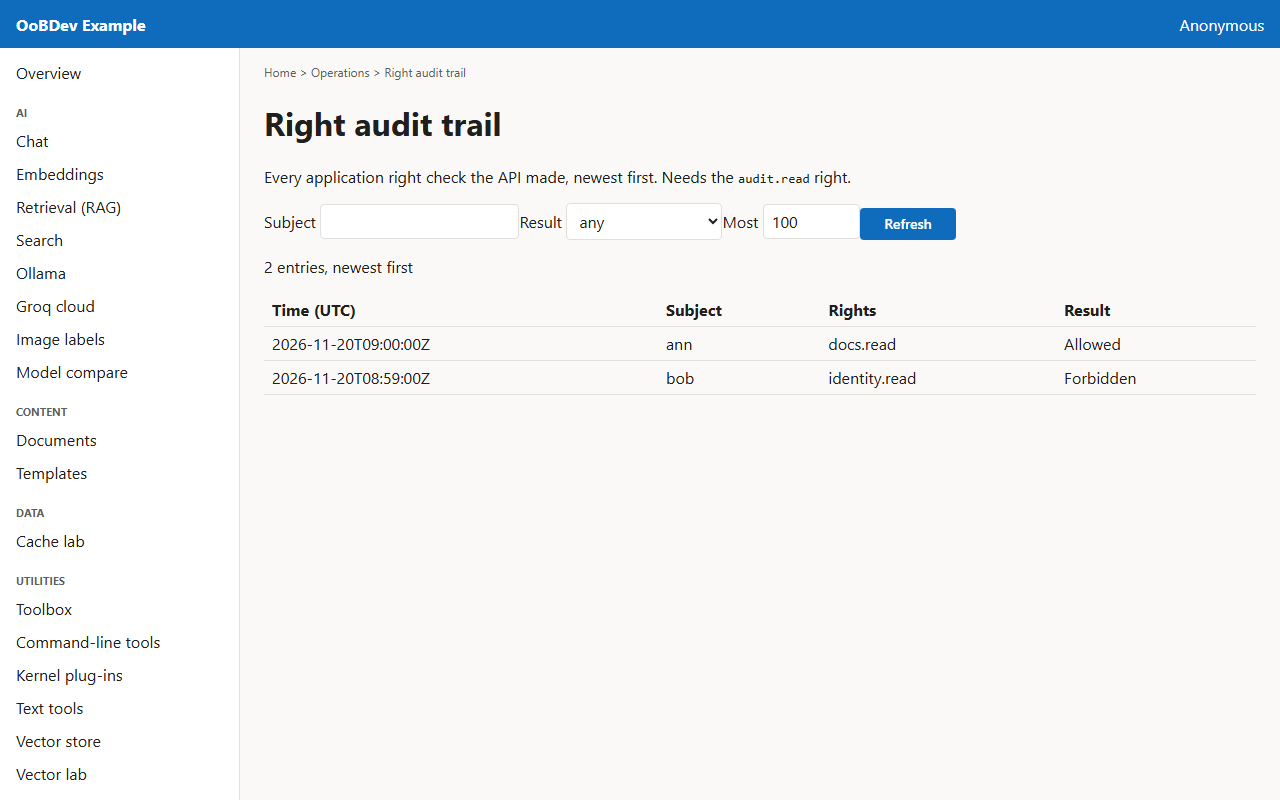 OoBDev Example
Anonymous
Overview
AI
Chat
Embeddings
Retrieval (RAG)
Search
Ollama
Groq cloud
Image labels
Model compare
CONTENT
Documents
Templates
DATA
Cache lab
UTILITIES
Toolbox
Command-line tools
Kernel plug-ins
Text tools
Vector store
Vector lab
Home > Operations > Right audit trail
Right audit trail
Every application right check the API made, newest first. Needs the audit.read right.
Subject Result any Most 100 Refresh
2 entries, newest first
Time (UTC) Subject Rights Result
2026-11-20T09:00:00Z ann docs.read Allowed
2026-11-20T08:59:00Z bob identity.read Forbidden